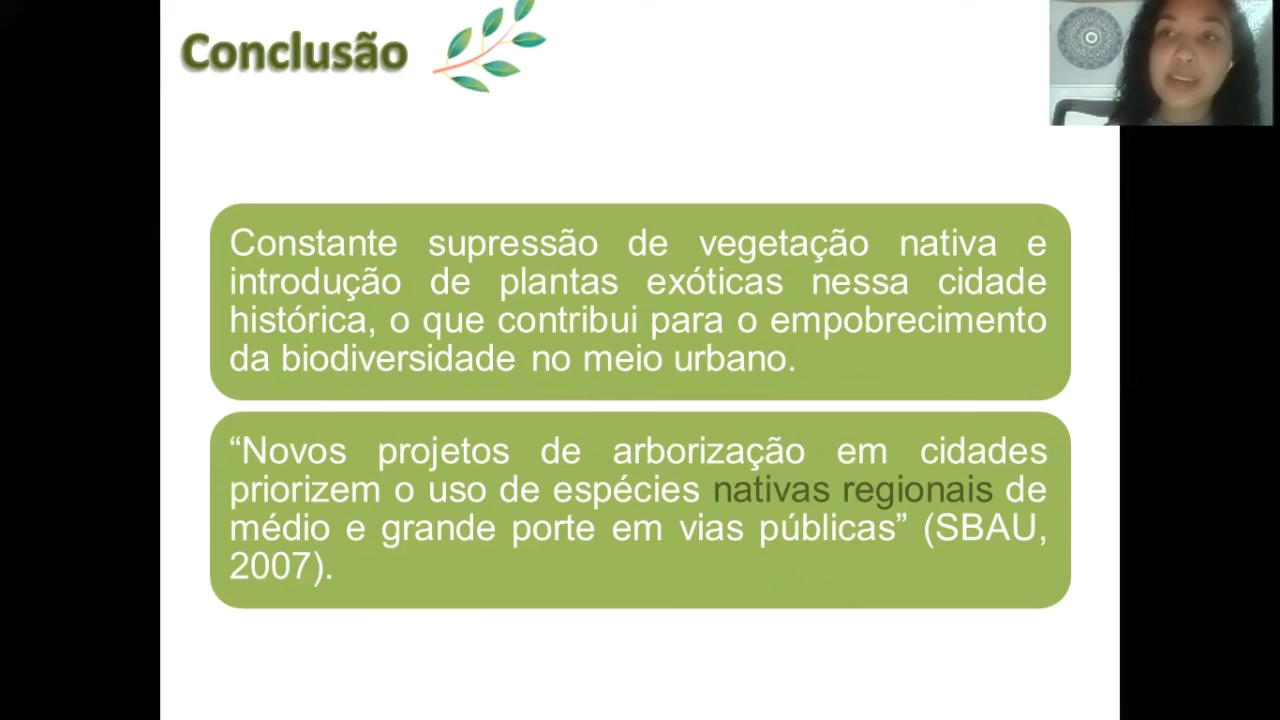 Conclusão
Constante supressão de vegetação nativa e
introdução de plantas exóticas nessa cidade
histórica, o que contribui para o empobrecimento
da biodiversidade no meio urbano.
“Novos projetos de arborização em cidades
priorizem o uso de espécies nativas regionais de
médio e grande porte em vias públicas” (SBAU,
2007).